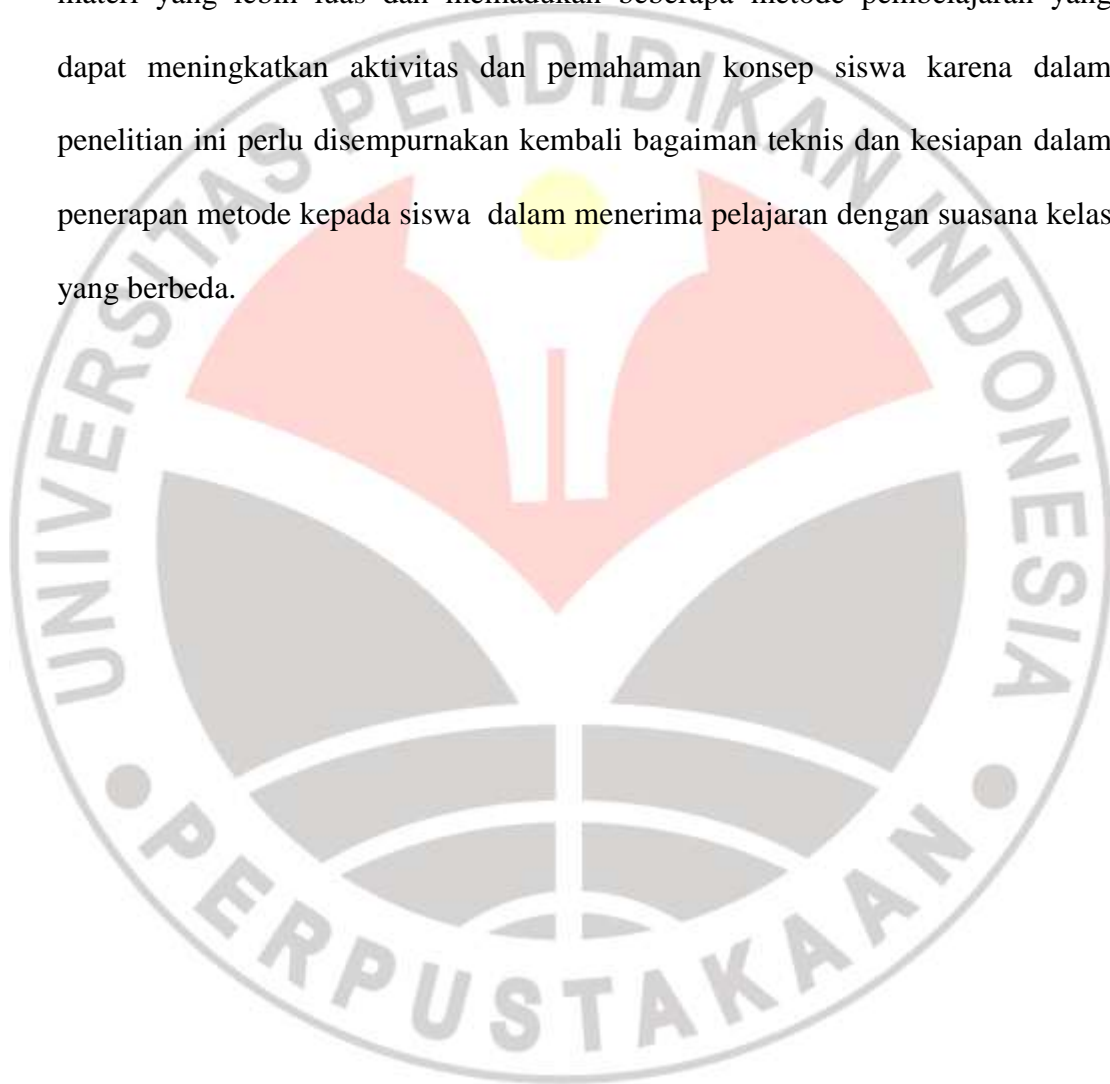 materi yang lebih luas dan memadukan beberapa metode pembelajaran yang
dapat meningkatkan aktivitas dan pemahaman konsep siswa karena dalam
penelitian ini perlu disempurnakan kembali bagaiman teknis dan kesiapan dalam
penerapan metode kepada siswa dalam menerima pelajaran dengan suasana kelas
yang berbeda.
UNIVERSITAS PENDIDIKAN INDONESIA
PERPUSTAKAAN